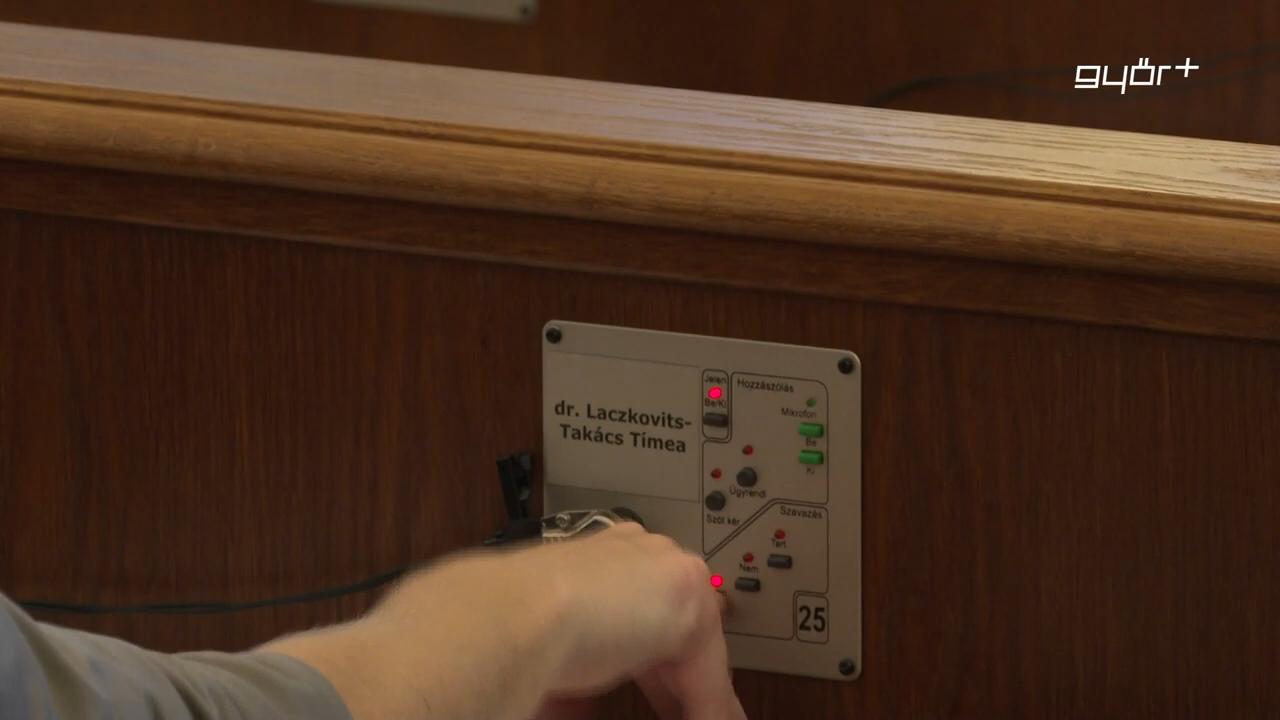 győr+
dr. Laczkovits-
Takács Tímea
Jelen
Be/Ki
Hozzászólás
Mikrofon
Be
Ki
Ügyrendi
Szót kér
Szavazás
Tart.
Nem
25